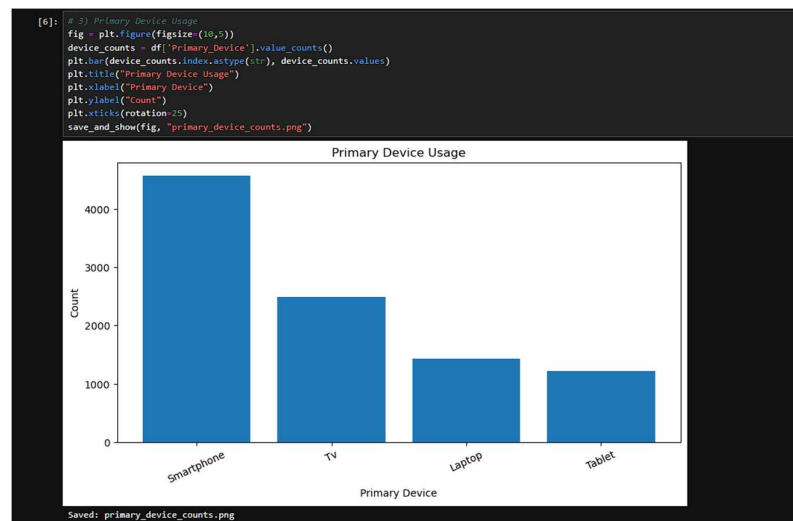 [6]: # 3) Primary Device Usage
fig = plt.figure(figsize=(10,5))
device_counts = df['Primary_Device'].value_counts()
plt.bar(device_counts.index.astype(str), device_counts.values)
plt.title("Primary Device Usage")
plt.xlabel("Primary Device")
plt.ylabel("Count")
plt.xticks(rotation=25)
save_and_show(fig, "primary_device_counts.png")
Primary Device Usage
4000
3000
2000
1000
0
Count
Smartphone
Tv
Laptop
Tablet
Primary Device
Saved: primary_device_counts.png